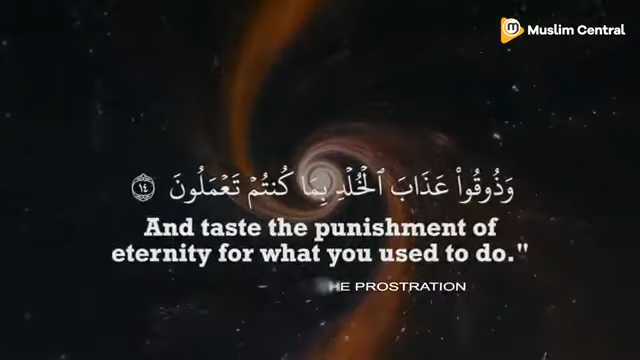 Muslim Central
وَذُوقُوا۟ عَذَابَ ٱلْخُلْدِ بِمَا كُنتُمْ تَعْمَلُونَ ١٤
And taste the punishment of
eternity for what you used to do."
HE PROSTRATION